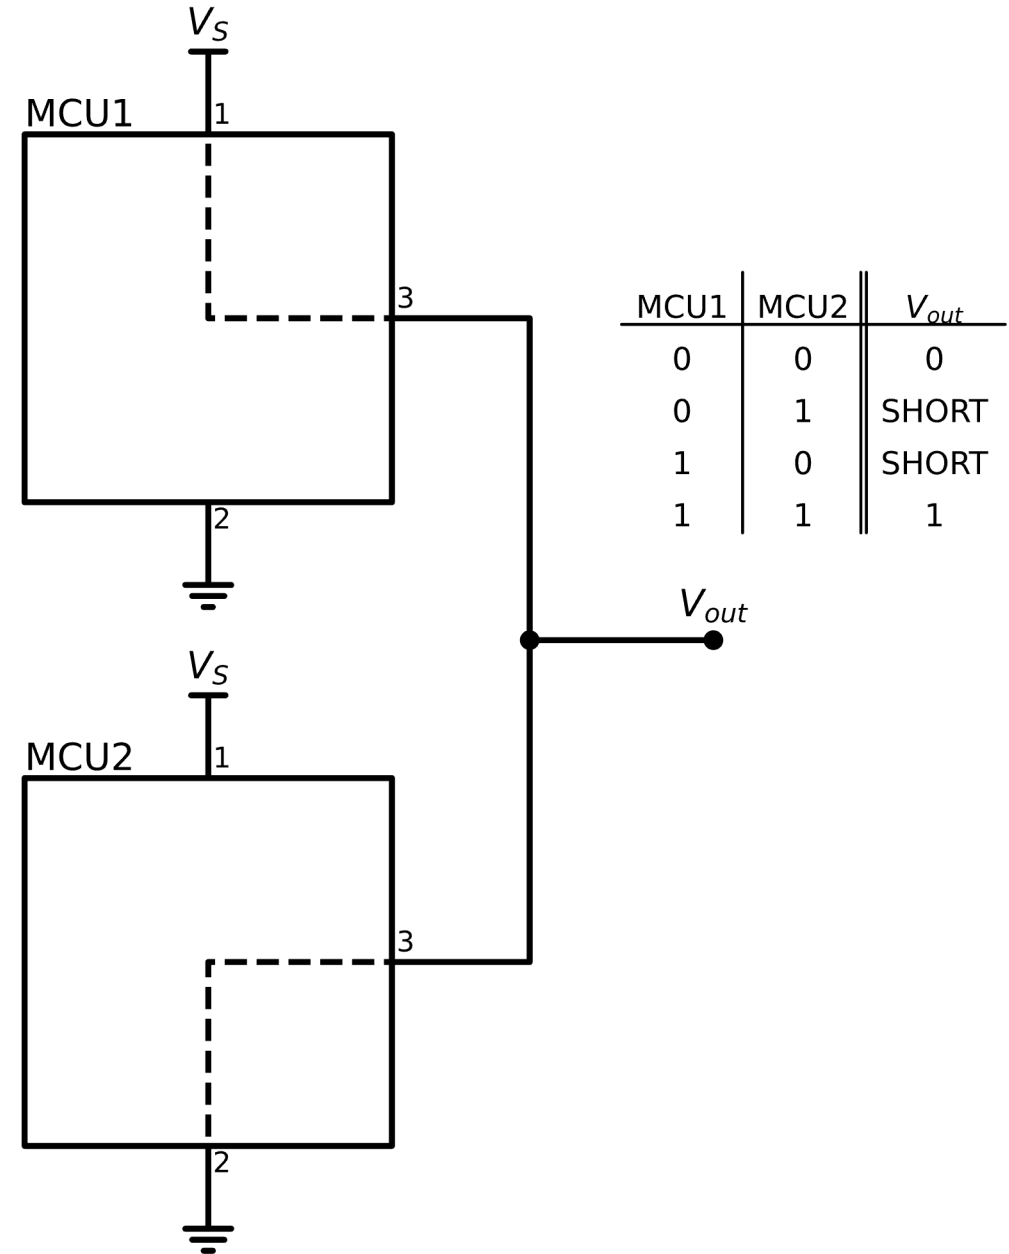 V_S
MCU1
1
3
2
MCU1 MCU2 V_out
0 0 0
0 1 SHORT
1 0 SHORT
1 1 1
V_out
V_S
MCU2
1
3
2